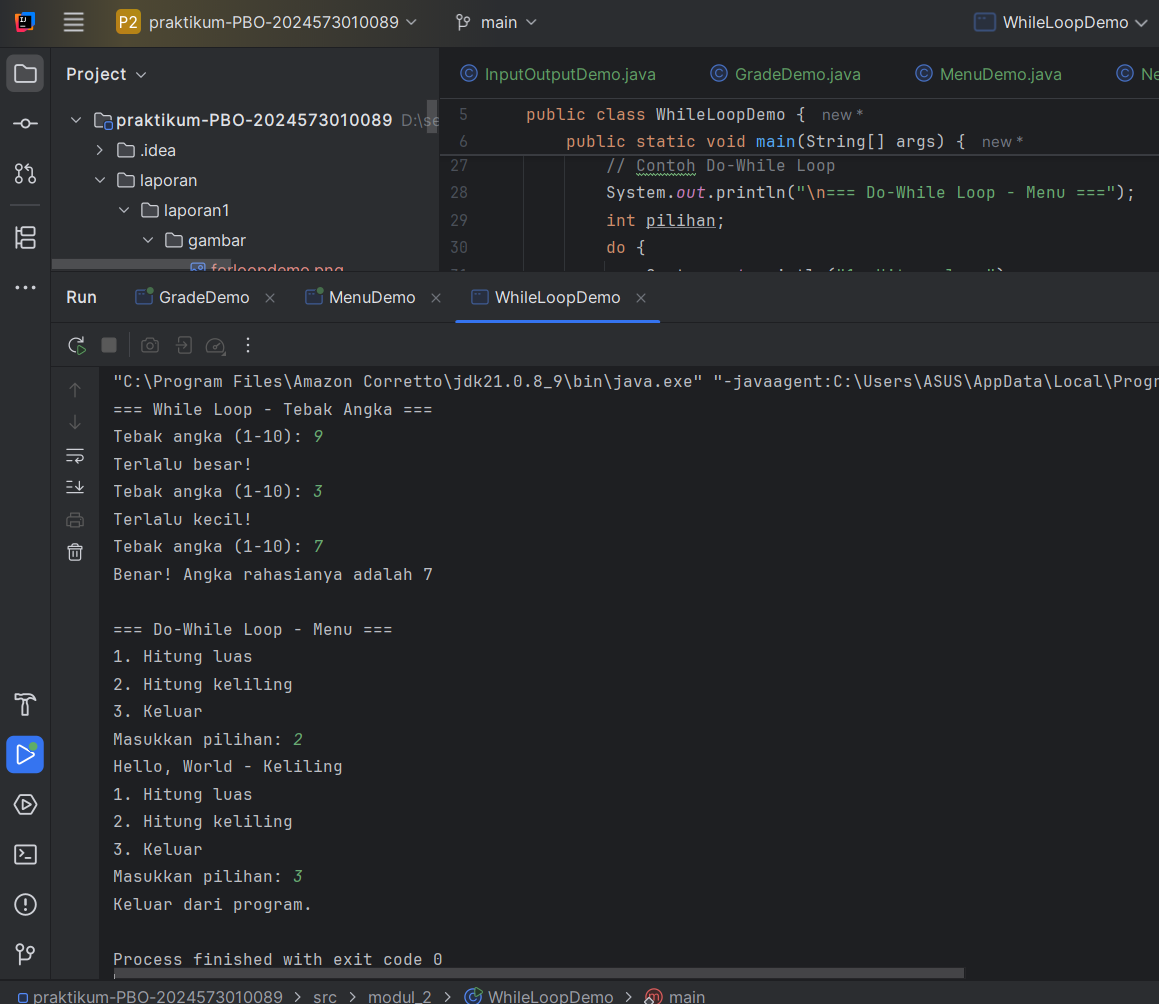 P2 praktikum-PBO-2024573010089 main WhileLoopDemo
Project
praktikum-PBO-2024573010089 D:\se
.idea
laporan
laporan1
gambar
forloopdemo.png
InputOutputDemo.java GradeDemo.java MenuDemo.java Ne
5 public class WhileLoopDemo { new *
6 public static void main(String[] args) { new *
27 // Contoh Do-While Loop
28 System.out.println("\n=== Do-While Loop - Menu ===");
29 int pilihan;
30 do {
Run GradeDemo MenuDemo WhileLoopDemo
"C:\Program Files\Amazon Corretto\jdk21.0.8_9\bin\java.exe" "-javaagent:C:\Users\ASUS\AppData\Local\Progr
=== While Loop - Tebak Angka ===
Tebak angka (1-10): 9
Terlalu besar!
Tebak angka (1-10): 3
Terlalu kecil!
Tebak angka (1-10): 7
Benar! Angka rahasianya adalah 7
=== Do-While Loop - Menu ===
1. Hitung luas
2. Hitung keliling
3. Keluar
Masukkan pilihan: 2
Hello, World - Keliling
1. Hitung luas
2. Hitung keliling
3. Keluar
Masukkan pilihan: 3
Keluar dari program.
Process finished with exit code 0
praktikum-PBO-2024573010089 > src > modul_2 > WhileLoopDemo > main